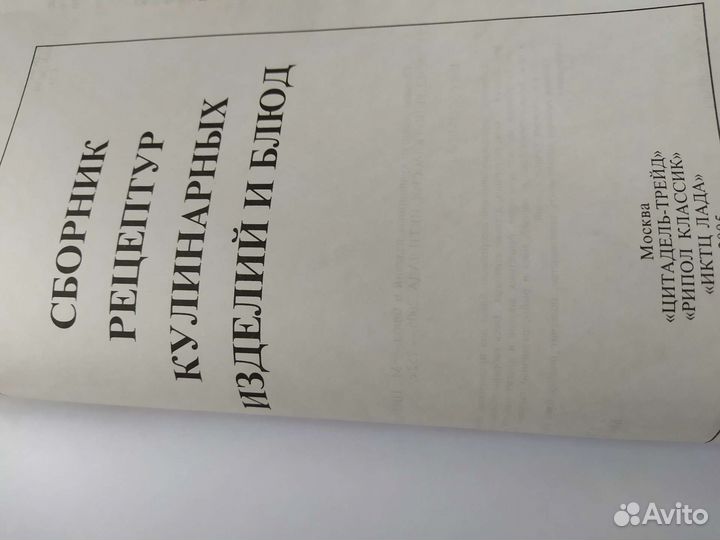 СБОРНИК
РЕЦЕПТУР
КУЛИНАРНЫХ
ИЗДЕЛИЙ И БЛЮД
Москва
«ЦИТАДЕЛЬ-ТРЕЙД»
«РИПОЛ КЛАССИК»
«ИКТЦ ЛАДА»
Avito